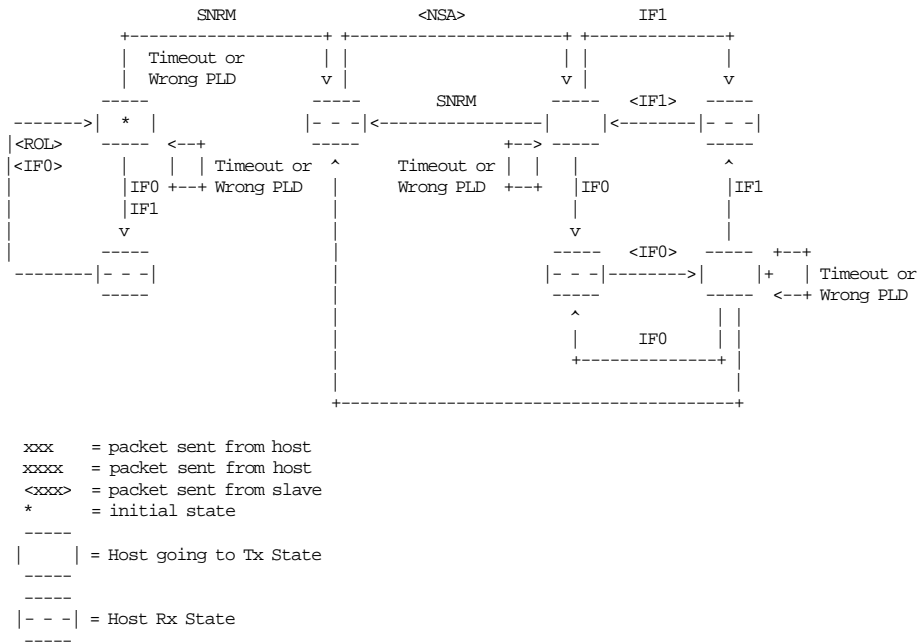 SNRM <NSA> IF1
Timeout or
Wrong PLD
SNRM <IF1>
*
<ROL>
<IF0> Timeout or Timeout or
IF0 Wrong PLD Wrong PLD IF0 IF1
IF1
v
<IF0>
Timeout or
Wrong PLD
IF0
xxx = packet sent from host
xxxx = packet sent from host
<xxx> = packet sent from slave
* = initial state
= Host going to Tx State
= Host Rx State